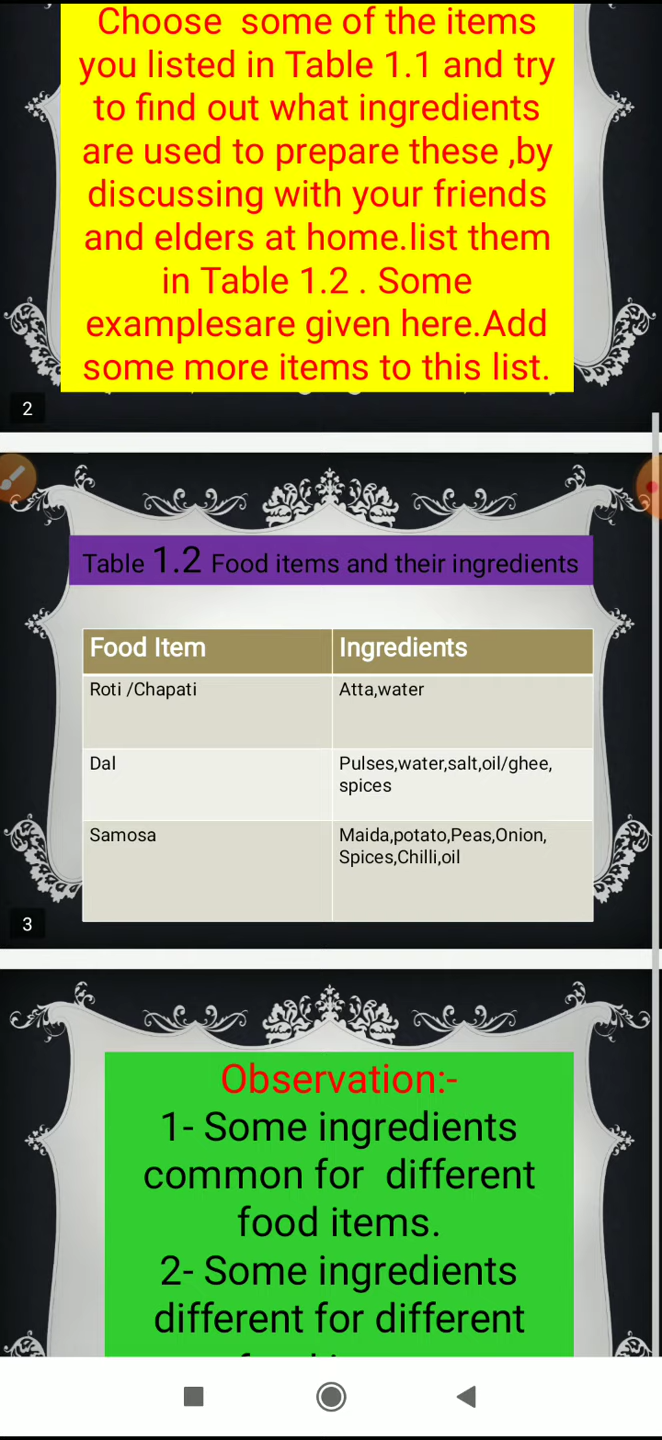 Choose some of the items
you listed in Table 1.1 and try
to find out what ingredients
are used to prepare these ,by
discussing with your friends
and elders at home.list them
in Table 1.2 . Some
examplesare given here.Add
some more items to this list.
2
Table 1.2 Food items and their ingredients
Food Item Ingredients
Roti /Chapati Atta,water
Dal Pulses,water,salt,oil/ghee,
spices
Samosa Maida,potato,Peas,Onion,
Spices,Chilli,oil
3
Observation:-
1- Some ingredients
common for different
food items.
2- Some ingredients
different for different